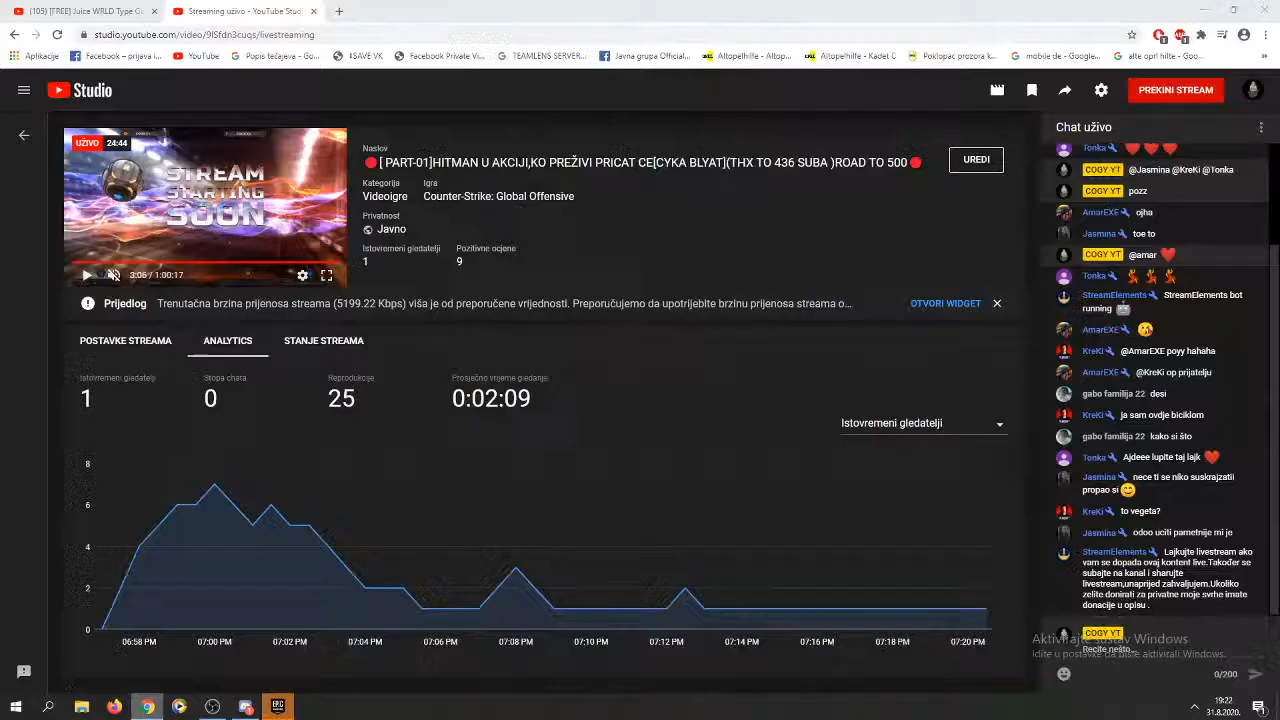 (105) [FREE] Juice WRLD Type Gu
Streaming uživo - YouTube Studi
studio.youtube.com/video/9lSfdn3cuqs/livestreaming
Aplikacije
Facebook – prijava i...
YouTube
Popis tečajeva - Go...
$SAVE VK
Facebook Private Vi...
TEAMLENS SERVER...
Javna grupa Official...
Altopelhilfe - Altop...
Altopelhilfe - Kadet C
Poklopac prozora k...
mobile de - Google...
alte oprl hilfe - Goo...
»
Studio
PREKINI STREAM
UŽIVO 24:44
STREAM
STARTING
SOON
3:06 / 1:00:17
Naslov
[ PART-01]HITMAN U AKCIJI,KO PREŽIVI PRICAT CE[CYKA BLYAT](THX TO 436 SUBA )ROAD TO 500
UREDI
Kategorija
Igra
Videoigre
Counter-Strike: Global Offensive
Privatnost
Javno
Istovremeni gledatelji
Pozitivne ocjene
1
9
Prijedlog Trenutačna brzina prijenosa streama (5199.22 Kbps) viša je od preporučene vrijednosti. Preporučujemo da upotrijebite brzinu prijenosa streama...
OTVORI WIDGET
POSTAVKE STREAMA
ANALYTICS
STANJE STREAMA
Istovremeni gledatelji
Stopa chata
Reprodukcije
Prosječno vrijeme gledanja
1
0
25
0:02:09
Istovremeni gledatelji
8
6
4
2
0
06:58 PM
07:00 PM
07:02 PM
07:04 PM
07:06 PM
07:08 PM
07:10 PM
07:12 PM
07:14 PM
07:16 PM
07:18 PM
07:20 PM
Chat uživo
Tonka
COGY YT @Jasmina @KreKi @Tonka
COGY YT pozz
AmarEXE ojha
Jasmina toe to
COGY YT @amar
Tonka
StreamElements StreamElements bot
running
AmarEXE
KreKi @AmarEXE poyy hahaha
AmarEXE @KreKi op prijatelju
gabo familija 22 desi
KreKi ja sam ovdje biciklom
gabo familija 22 kako si što
Tonka Ajdeee lupite taj lajk
Jasmina nece ti se niko suskrajzatii
propao si
KreKi to vegeta?
Jasmina odoo uciti pametnije mi je
StreamElements Lajkujte livestream ako
vam se dopada ovaj kontent live.Također se
subajte na kanal i sharujte
livestream,unaprijed zahvaljujem.Ukoliko
zelite donirati za privatne moje svrhe imate
donacije u opisu .
COGY YT
Recite nešto...
0/200
Aktivirajte sustav Windows
Idite u postavke da biste aktivirali Windows.
EPIC
19:22
31.8.2020.